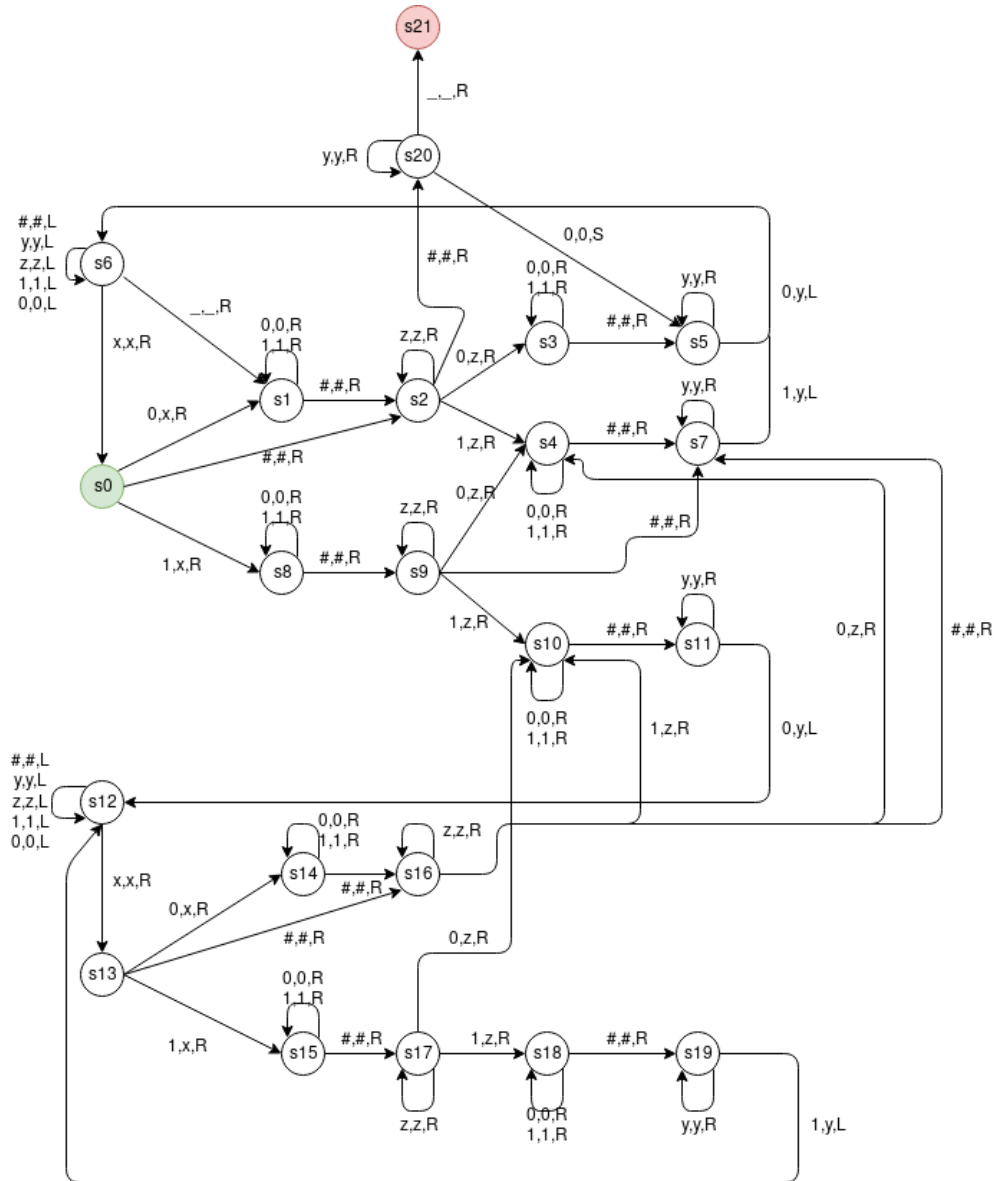 s21
_,_,R
y,y,R
s20
#,#,L
y,y,L
z,z,L
1,1,L
0,0,L
s6
#,#,R
0,0,S
0,0,R
1,1,R
y,y,R
0,y,L
_,_,R
x,x,R
0,0,R
1,1,R
z,z,R
s3
#,#,R
s5
0,z,R
0,x,R
s1
#,#,R
s2
y,y,R
1,y,L
1,z,R
s4
#,#,R
s7
#,#,R
s0
0,z,R
0,0,R
1,1,R
z,z,R
0,0,R
1,1,R
#,#,R
1,x,R
s8
#,#,R
s9
y,y,R
1,z,R
s10
#,#,R
s11
0,z,R
#,#,R
0,0,R
1,1,R
1,z,R
0,y,L
#,#,L
y,y,L
z,z,L
1,1,L
0,0,L
s12
0,0,R
1,1,R
z,z,R
x,x,R
s14
#,#,R
s16
0,x,R
#,#,R
0,z,R
s13
0,0,R
1,1,R
1,x,R
s15
#,#,R
s17
1,z,R
s18
#,#,R
s19
z,z,R
0,0,R
1,1,R
y,y,R
1,y,L